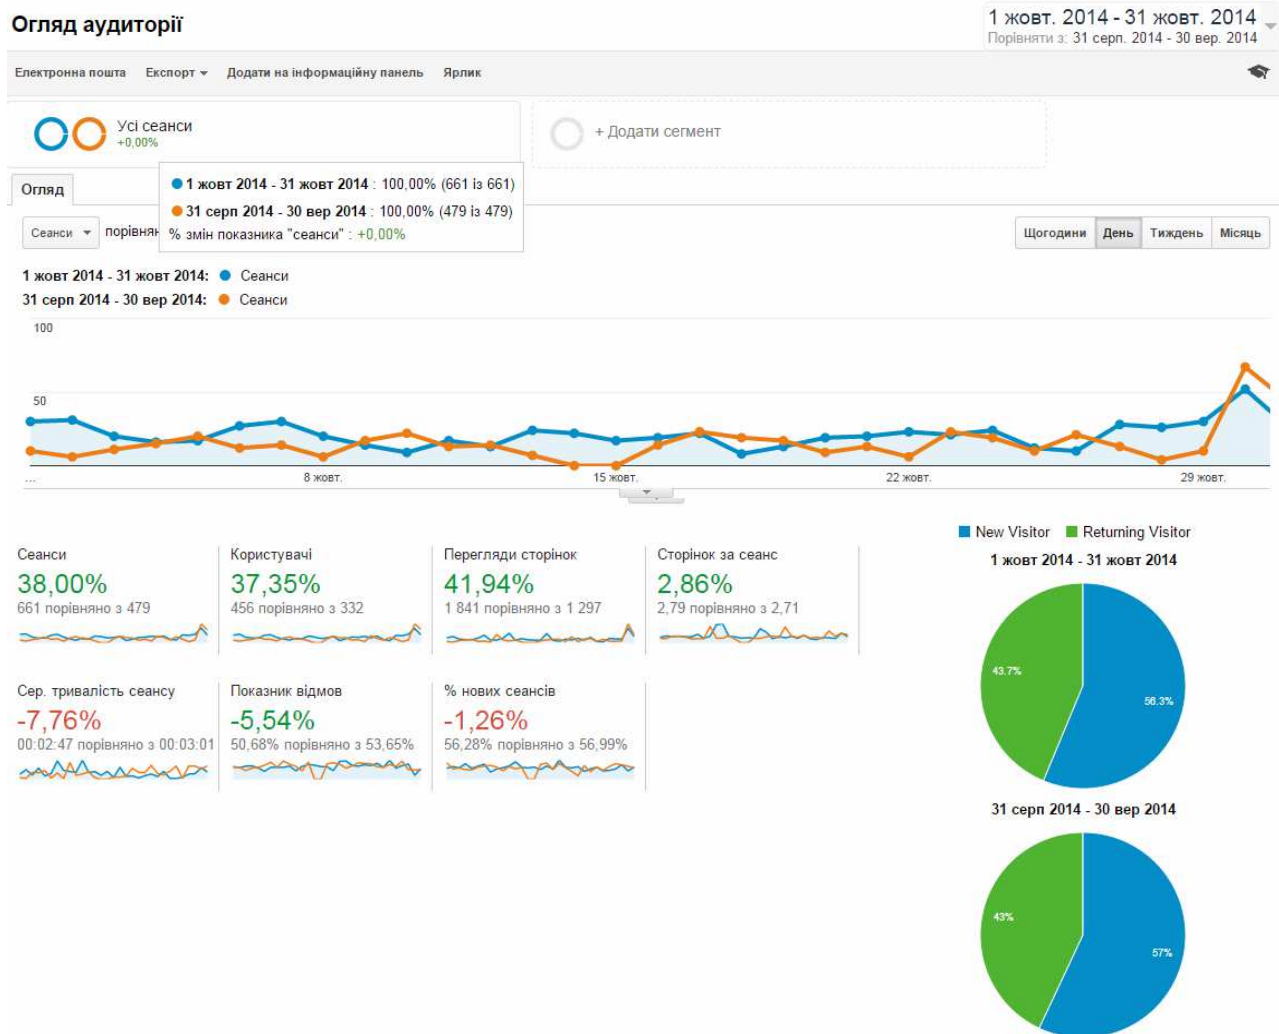 Огляд аудиторії
1 жовт. 2014 - 31 жовт. 2014
Порівняти з: 31 серп. 2014 - 30 вер. 2014
Електронна пошта Експорт Додати на інформаційну панель Ярлик
Усі сеанси
+0,00%
+ Додати сегмент
Огляд
1 жовт 2014 - 31 жовт 2014 : 100,00% (661 із 661)
31 серп 2014 - 30 вер 2014 : 100,00% (479 із 479)
% змін показника "сеанси" : +0,00%
Сеанси порівнян
Щогодини День Тиждень Місяць
1 жовт 2014 - 31 жовт 2014: Сеанси
31 серп 2014 - 30 вер 2014: Сеанси
100
50
... 8 жовт. 15 жовт. 22 жовт. 29 жовт.
Сеанси
38,00%
661 порівняно з 479
Користувачі
37,35%
456 порівняно з 332
Перегляди сторінок
41,94%
1 841 порівняно з 1 297
Сторінок за сеанс
2,86%
2,79 порівняно з 2,71
Сер. тривалість сеансу
-7,76%
00:02:47 порівняно з 00:03:01
Показник відмов
-5,54%
50,68% порівняно з 53,65%
% нових сеансів
-1,26%
56,28% порівняно з 56,99%
New Visitor Returning Visitor
1 жовт 2014 - 31 жовт 2014
43.7%
56.3%
31 серп 2014 - 30 вер 2014
43%
57%